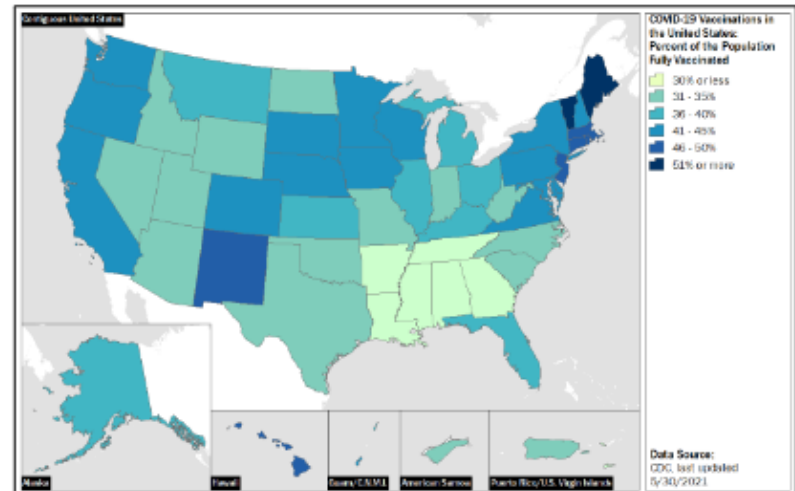 Contiguous United States
COVID-19 Vaccinations in
the United States:
Percent of the Population
Fully Vaccinated
30% or less
31 - 35%
36 - 40%
41 - 45%
46 - 50%
51% or more
Alaska
Hawaii
Guam/C.N.M.I.
American Samoa
Puerto Rico/U.S. Virgin Islands
Data Source:
CDC, last updated
5/30/2021